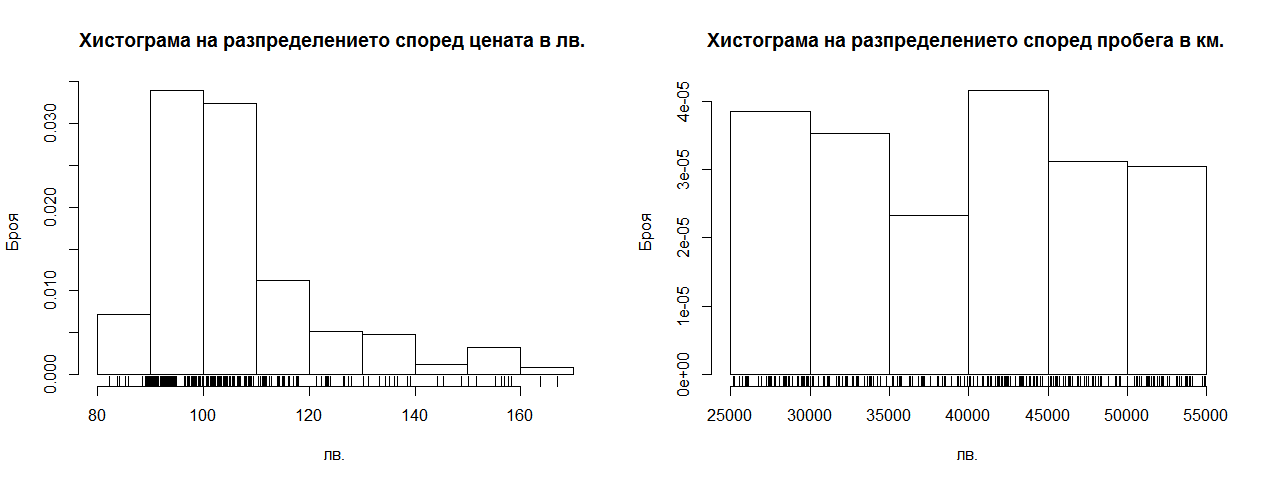 Хистограма на разпределението според цената в лв.
Броя
0.030
0.020
0.010
0.000
80 100 120 140 160
лв.
Хистограма на разпределението според пробега в км.
Броя
4e-05
3e-05
2e-05
1e-05
0e+00
25000 30000 35000 40000 45000 50000 55000
лв.